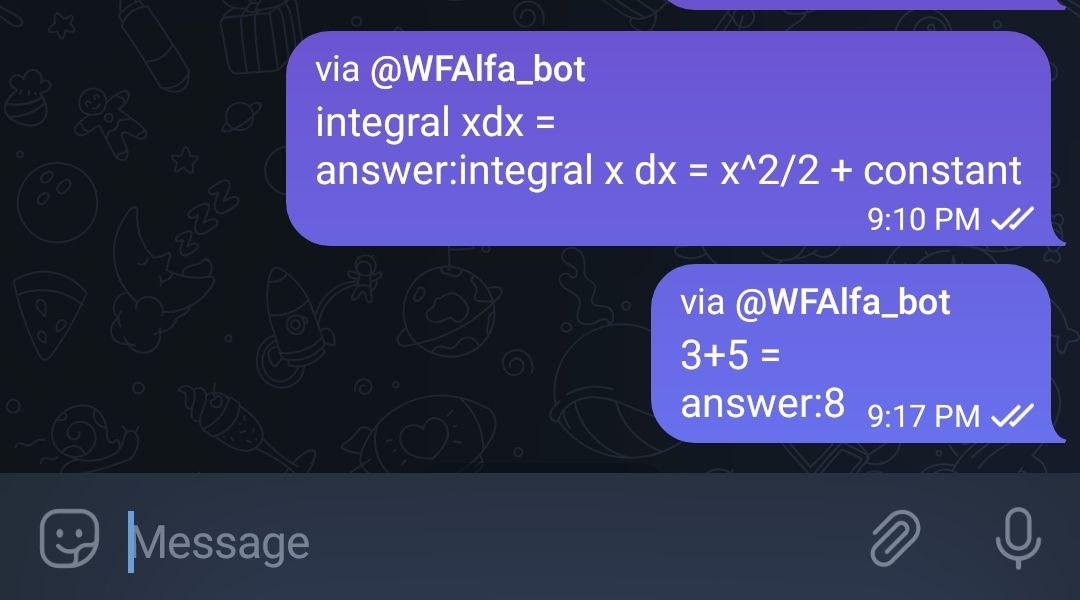 via @WFAlfa_bot
integral xdx =
answer:integral x dx = x^2/2 + constant
9:10 PM
via @WFAlfa_bot
3+5 =
answer:8 9:17 PM
Message